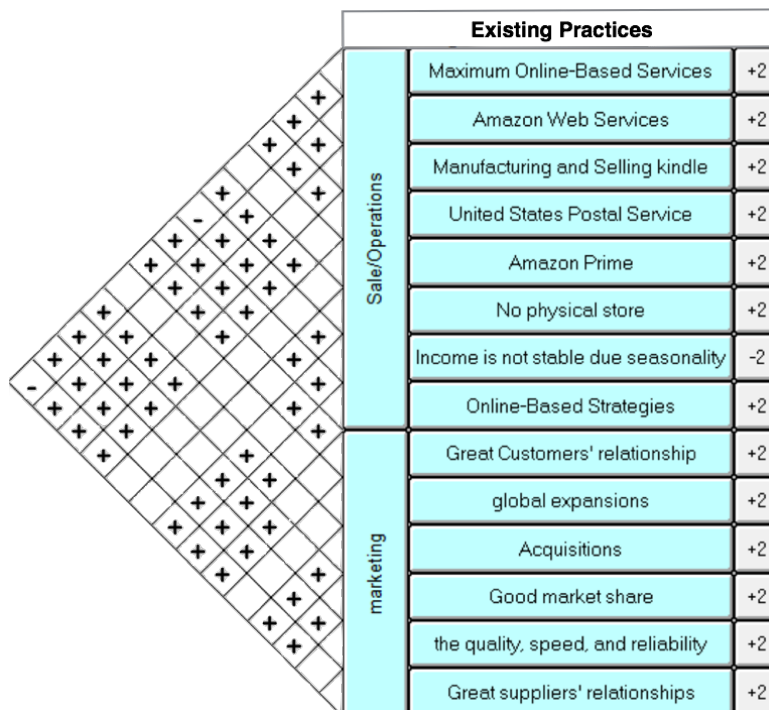 Existing Practices
Sale/Operations
Maximum Online-Based Services +2
Amazon Web Services +2
Manufacturing and Selling kindle +2
United States Postal Service +2
Amazon Prime +2
No physical store +2
Income is not stable due seasonality -2
Online-Based Strategies +2
marketing
Great Customers' relationship +2
global expansions +2
Acquisitions +2
Good market share +2
the quality, speed, and reliability +2
Great suppliers' relationships +2